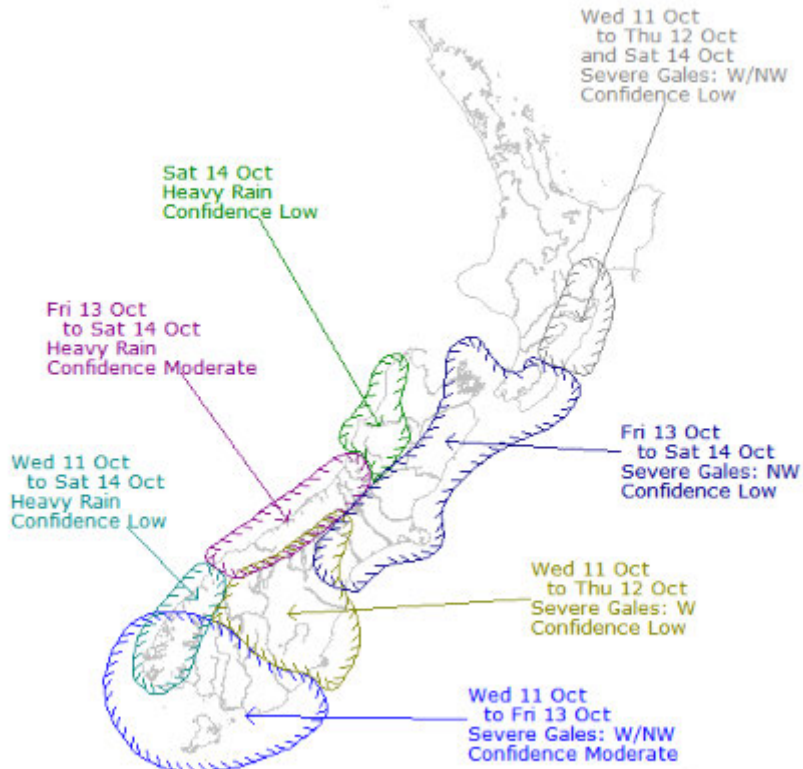 Wed 11 Oct
to Thu 12 Oct
and Sat 14 Oct
Severe Gales: W/NW
Confidence Low
Sat 14 Oct
Heavy Rain
Confidence Low
Fri 13 Oct
to Sat 14 Oct
Heavy Rain
Confidence Moderate
Fri 13 Oct
to Sat 14 Oct
Severe Gales: NW
Confidence Low
Wed 11 Oct
to Sat 14 Oct
Heavy Rain
Confidence Low
Wed 11 Oct
to Thu 12 Oct
Severe Gales: W
Confidence Low
Wed 11 Oct
to Fri 13 Oct
Severe Gales: W/NW
Confidence Moderate